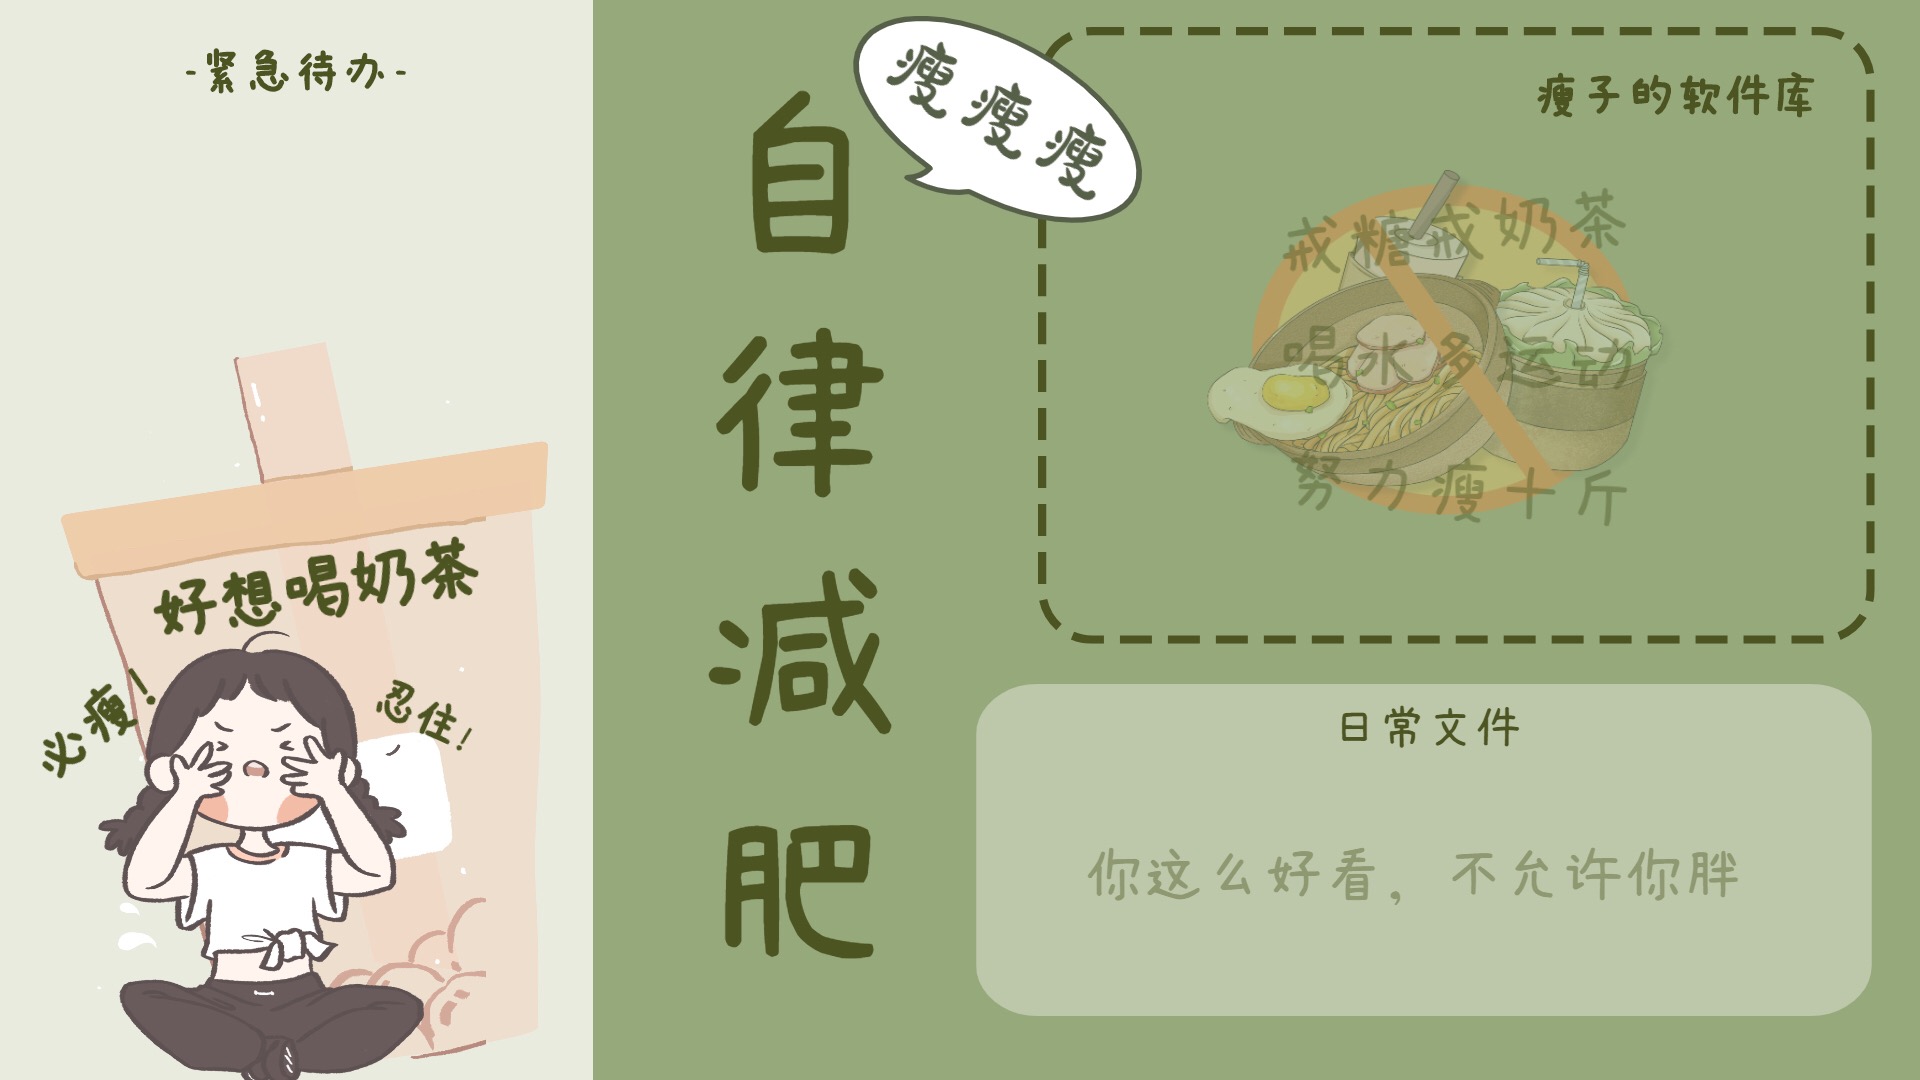 -紧急待办-
好想喝奶茶
必瘦！
忍住！
自律减肥
瘦瘦瘦
瘦子的软件库
戒糖戒奶茶
喝水多运动
努力瘦十斤
日常文件
你这么好看，不允许你胖